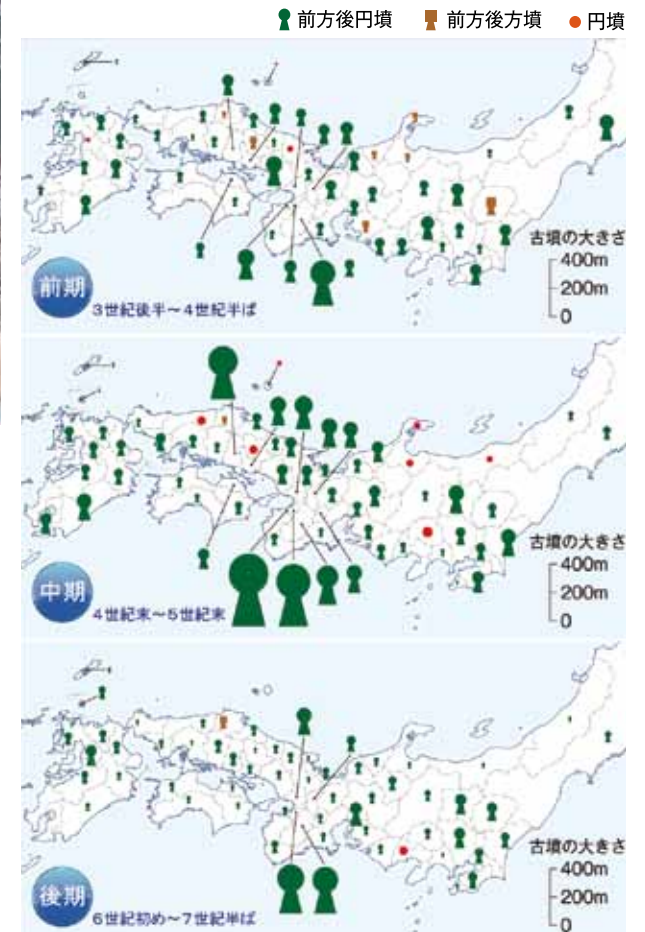 前方後円墳 前方後方墳 円墳
古墳の大きさ
400m
200m
0
前期
3世紀後半～4世紀半ば
古墳の大きさ
400m
200m
0
中期
4世紀末～5世紀末
古墳の大きさ
400m
200m
0
後期
6世紀初め～7世紀半ば